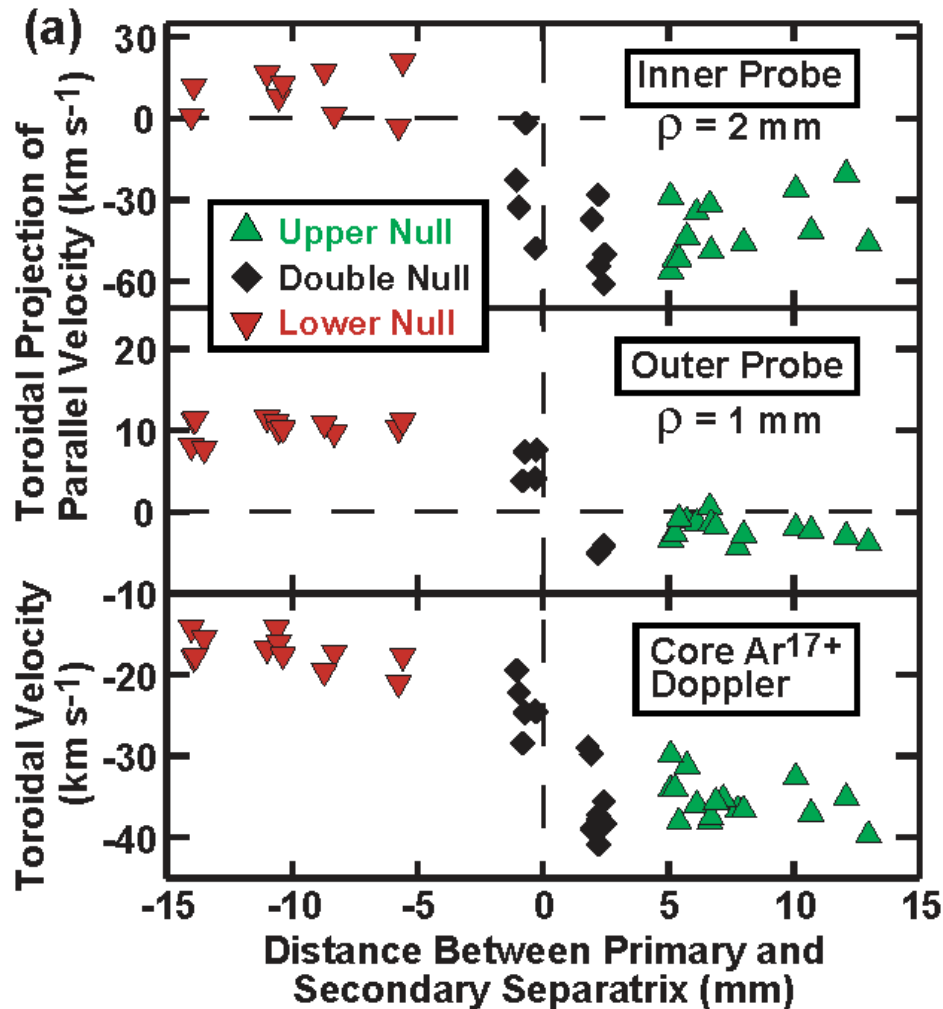 (a)
Toroidal Projection of
Parallel Velocity (km s-1)
30
0
-30
-60
Inner Probe
ρ = 2 mm
Upper Null
Double Null
Lower Null
20
10
0
-10
Outer Probe
ρ = 1 mm
Toroidal Velocity
(km s-1)
-20
-30
-40
Core Ar17+
Doppler
-15 -10 -5 0 5 10 15
Distance Between Primary and
Secondary Separatrix (mm)